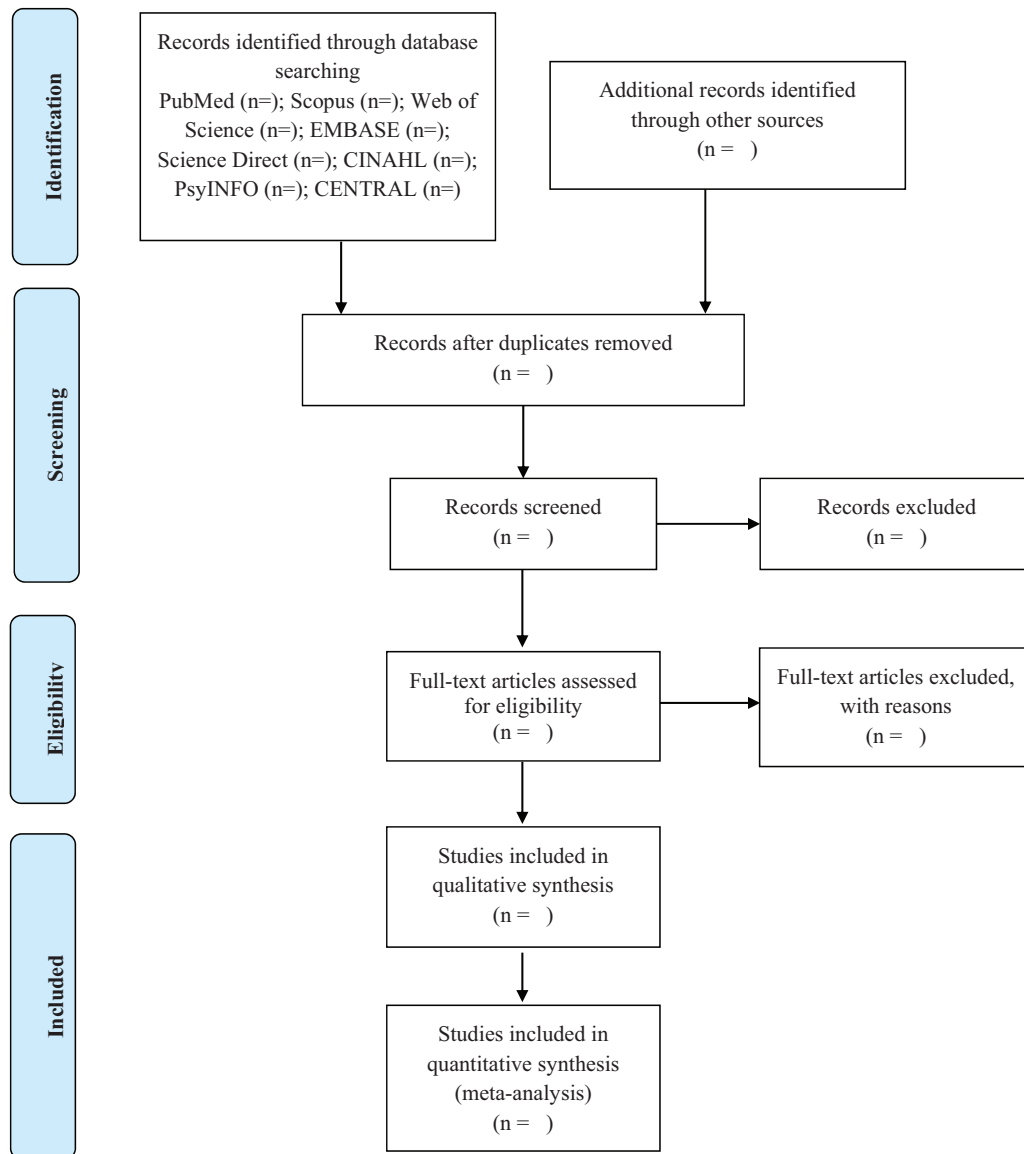 Identification
Records identified through database
searching
PubMed (n=); Scopus (n=); Web of
Science (n=); EMBASE (n=);
Science Direct (n=); CINAHL (n=);
PsyINFO (n=); CENTRAL (n=)
Additional records identified
through other sources
(n = )
Screening
Records after duplicates removed
(n = )
Records screened
(n = )
Records excluded
(n = )
Eligibility
Full-text articles assessed
for eligibility
(n = )
Full-text articles excluded,
with reasons
(n = )
Included
Studies included in
qualitative synthesis
(n = )
Studies included in
quantitative synthesis
(meta-analysis)
(n = )